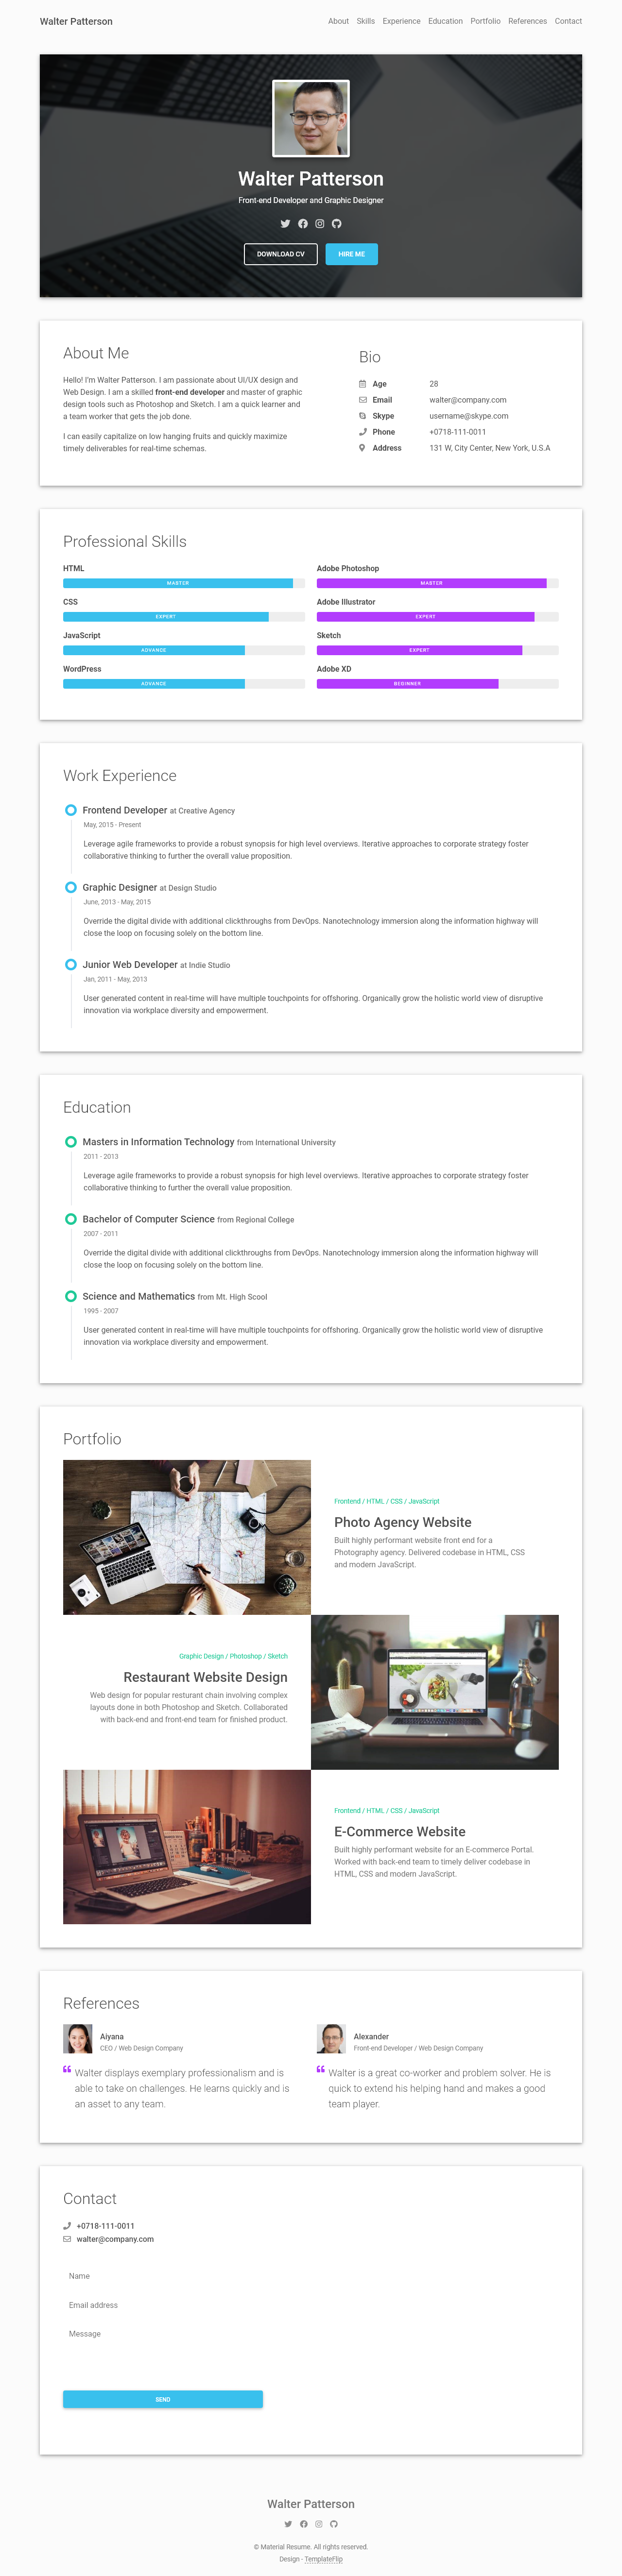 Walter Patterson
About Skills Experience Education Portfolio References Contact
Walter Patterson
Front-end Developer and Graphic Designer
DOWNLOAD CV HIRE ME
About Me
Hello! I'm Walter Patterson. I am passionate about UI/UX design and
Web Design. I am a skilled front-end developer and master of graphic
design tools such as Photoshop and Sketch. I am a quick learner and
a team worker that gets the job done.
I can easily capitalize on low hanging fruits and quickly maximize
timely deliverables for real-time schemas.
Bio
Age 28
Email walter@company.com
Skype username@skype.com
Phone +0718-111-0011
Address 131 W, City Center, New York, U.S.A
Professional Skills
HTML
MASTER
CSS
EXPERT
JavaScript
ADVANCE
WordPress
ADVANCE
Adobe Photoshop
MASTER
Adobe Illustrator
EXPERT
Sketch
EXPERT
Adobe XD
BEGINNER
Work Experience
Frontend Developer at Creative Agency
May, 2015 - Present
Leverage agile frameworks to provide a robust synopsis for high level overviews. Iterative approaches to corporate strategy foster
collaborative thinking to further the overall value proposition.
Graphic Designer at Design Studio
June, 2013 - May, 2015
Override the digital divide with additional clickthroughs from DevOps. Nanotechnology immersion along the information highway will
close the loop on focusing solely on the bottom line.
Junior Web Developer at Indie Studio
Jan, 2011 - May, 2013
User generated content in real-time will have multiple touchpoints for offshoring. Organically grow the holistic world view of disruptive
innovation via workplace diversity and empowerment.
Education
Masters in Information Technology from International University
2011 - 2013
Leverage agile frameworks to provide a robust synopsis for high level overviews. Iterative approaches to corporate strategy foster
collaborative thinking to further the overall value proposition.
Bachelor of Computer Science from Regional College
2007 - 2011
Override the digital divide with additional clickthroughs from DevOps. Nanotechnology immersion along the information highway will
close the loop on focusing solely on the bottom line.
Science and Mathematics from Mt. High Scool
1995 - 2007
User generated content in real-time will have multiple touchpoints for offshoring. Organically grow the holistic world view of disruptive
innovation via workplace diversity and empowerment.
Portfolio
Frontend / HTML / CSS / JavaScript
Photo Agency Website
Built highly performant website front end for a
Photography agency. Delivered codebase in HTML, CSS
and modern JavaScript.
Graphic Design / Photoshop / Sketch
Restaurant Website Design
Web design for popular resturant chain involving complex
layouts done in both Photoshop and Sketch. Collaborated
with back-end and front-end team for finished product.
Frontend / HTML / CSS / JavaScript
E-Commerce Website
Built highly performant website for an E-commerce Portal.
Worked with back-end team to timely deliver codebase in
HTML, CSS and modern JavaScript.
References
Aiyana
CEO / Web Design Company
Walter displays exemplary professionalism and is
able to take on challenges. He learns quickly and is
an asset to any team.
Alexander
Front-end Developer / Web Design Company
Walter is a great co-worker and problem solver. He is
quick to extend his helping hand and makes a good
team player.
Contact
+0718-111-0011
walter@company.com
Name
Email address
Message
SEND
Walter Patterson
© Material Resume. All rights reserved.
Design - TemplateFlip